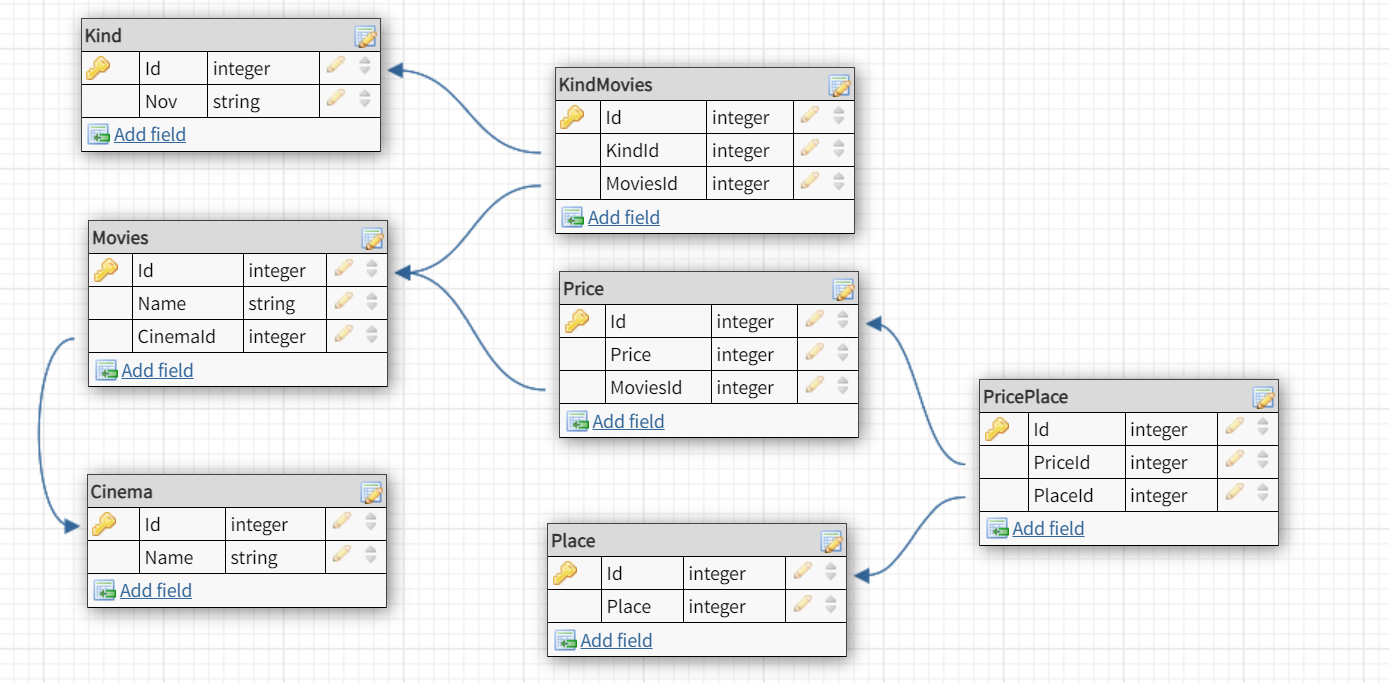 Kind
Id integer
Nov string
Add field
KindMovies
Id integer
KindId integer
MoviesId integer
Add field
Movies
Id integer
Name string
CinemaId integer
Add field
Price
Id integer
Price integer
MoviesId integer
Add field
PricePlace
Id integer
PriceId integer
PlaceId integer
Add field
Cinema
Id integer
Name string
Add field
Place
Id integer
Place integer
Add field